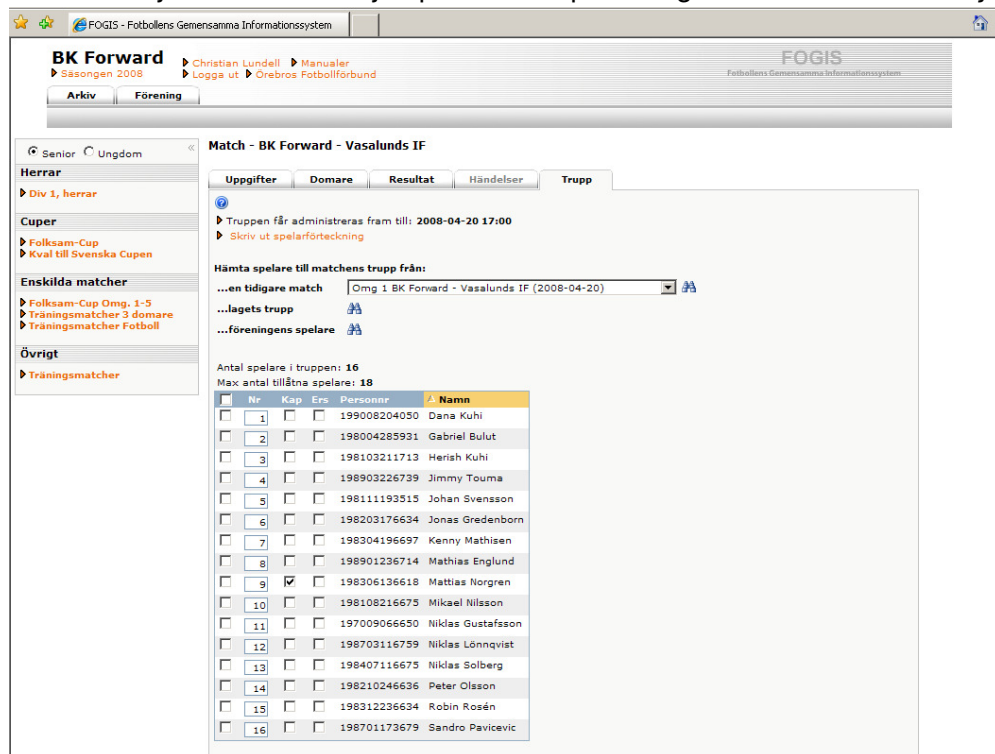 FOGIS - Fotbollens Gemensamma Informationssystem
BK Forward
Christian Lundell Manualer
Säsongen 2008
Logga ut Örebros Fotbollförbund
FOGIS
Fotbollens Gemensamma Informationssystem
Arkiv Förening
Senior Ungdom «
Herrar
Div 1, herrar
Cuper
Folksam-Cup
Kval till Svenska Cupen
Enskilda matcher
Folksam-Cup Omg. 1-5
Träningsmatcher 3 domare
Träningsmatcher Fotboll
Övrigt
Träningsmatcher
Match - BK Forward - Vasalunds IF
Uppgifter Domare Resultat Händelser Trupp
Truppen får administreras fram till: 2008-04-20 17:00
Skriv ut spelarförteckning
Hämta spelare till matchens trupp från:
...en tidigare match Omg 1 BK Forward - Vasalunds IF (2008-04-20)
...lagets trupp
...föreningens spelare
Antal spelare i truppen: 16
Max antal tillåtna spelare: 18
Nr Kap Ers Personnr Namn
1 199008204050 Dana Kuhi
2 198004285931 Gabriel Bulut
3 198103211713 Herish Kuhi
4 198903226739 Jimmy Touma
5 198111193515 Johan Svensson
6 198203176634 Jonas Gredenborn
7 198304196697 Kenny Mathisen
8 198901236714 Mathias Englund
9 198306136618 Mattias Norgren
10 198108216675 Mikael Nilsson
11 197009066650 Niklas Gustafsson
12 198703116759 Niklas Lönnqvist
13 198407116675 Niklas Solberg
14 198210246636 Peter Olsson
15 198312236634 Robin Rosén
16 198701173679 Sandro Pavicevic